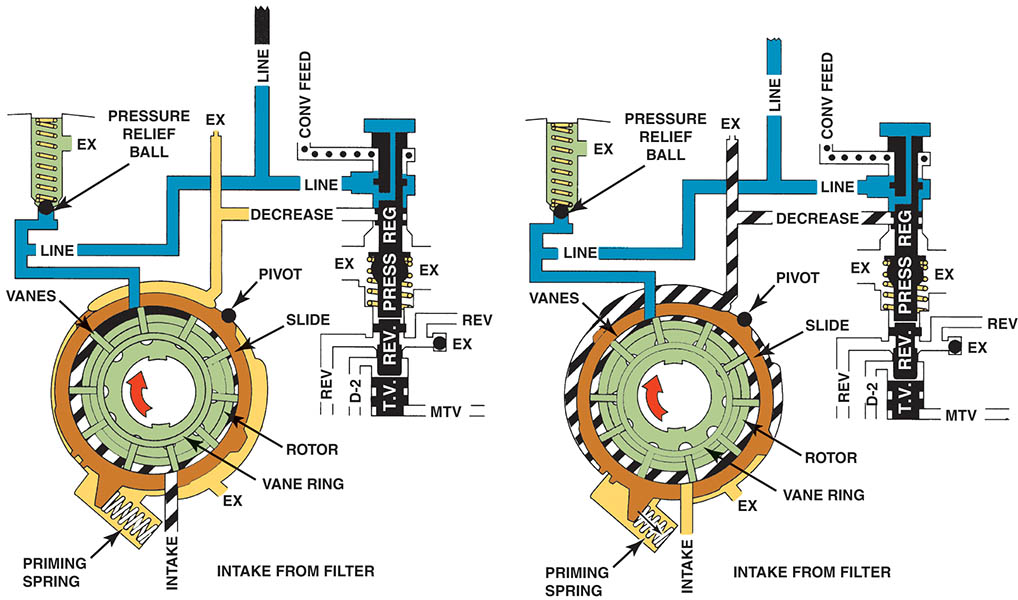 LINE
CONV FEED
PRESSURE
RELIEF
BALL
EX
EX
LINE
DECREASE
LINE
PRESS REG
EX
EX
PIVOT
VANES
SLIDE
REV
REV.
EX
REV
D-2
T.V.
MTV
ROTOR
VANE RING
EX
PRIMING
SPRING
INTAKE
INTAKE FROM FILTER
LINE
CONV FEED
PRESSURE
RELIEF
BALL
EX
EX
LINE
DECREASE
LINE
PRESS REG
EX
EX
PIVOT
VANES
SLIDE
REV
REV.
EX
REV
D-2
T.V.
MTV
ROTOR
VANE RING
EX
PRIMING
SPRING
INTAKE
INTAKE FROM FILTER